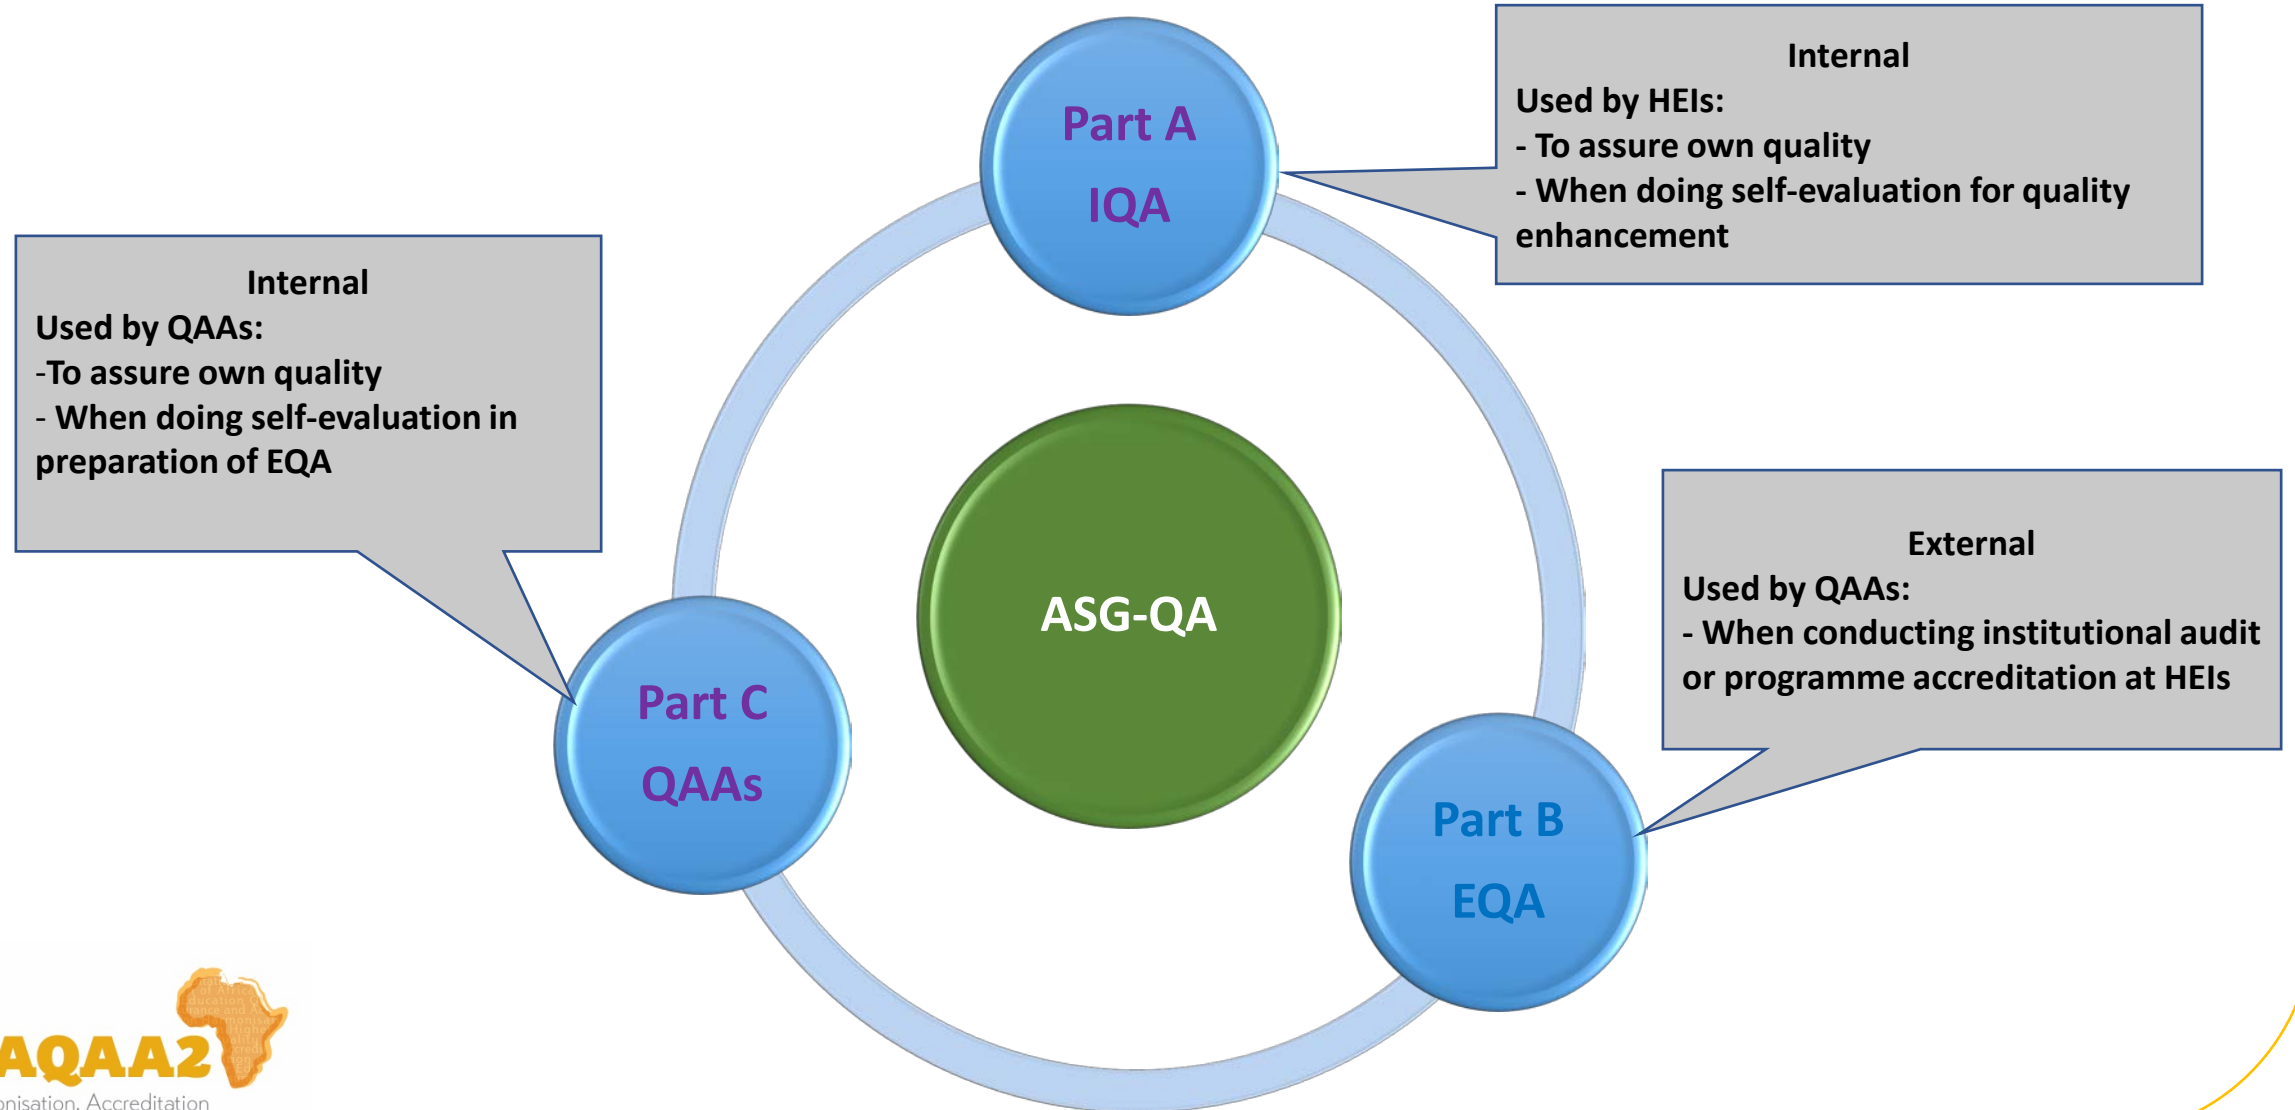 Part A
IQA
Internal
Used by HEIs:
- To assure own quality
- When doing self-evaluation for quality
enhancement
Internal
Used by QAAs:
-To assure own quality
- When doing self-evaluation in
preparation of EQA
ASG-QA
External
Used by QAAs:
- When conducting institutional audit
or programme accreditation at HEIs
Part C
QAAs
Part B
EQA
AQAA2
onisation, Accreditation